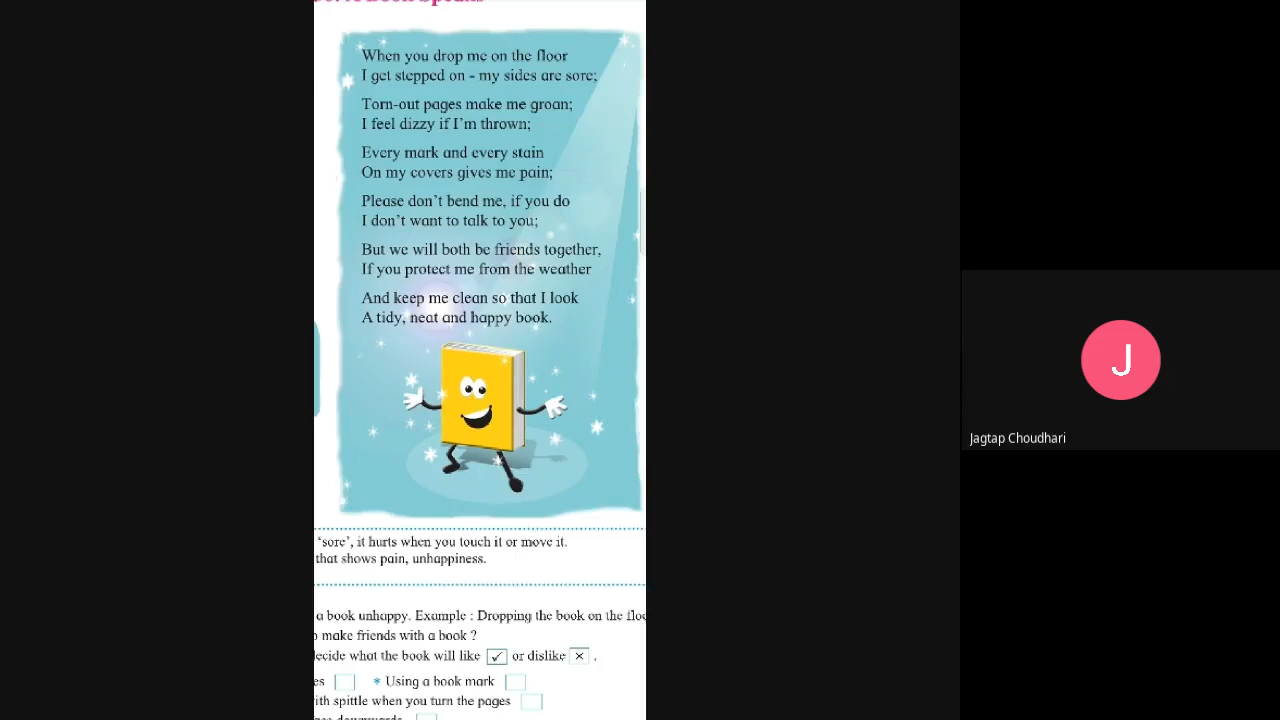 A Book Speaks
When you drop me on the floor
I get stepped on - my sides are sore;
Torn-out pages make me groan;
I feel dizzy if I'm thrown;
Every mark and every stain
On my covers gives me pain;
Please don't bend me, if you do
I don't want to talk to you;
But we will both be friends together,
If you protect me from the weather
And keep me clean so that I look
A tidy, neat and happy book.
'sore', it hurts when you touch it or move it.
that shows pain, unhappiness.
a book unhappy. Example : Dropping the book on the
make friends with a book ?
what the book will like ✓ or dislike × .
* Using a book mark
spittle when you turn the pages
downwards
J
Jagtap Choudhari